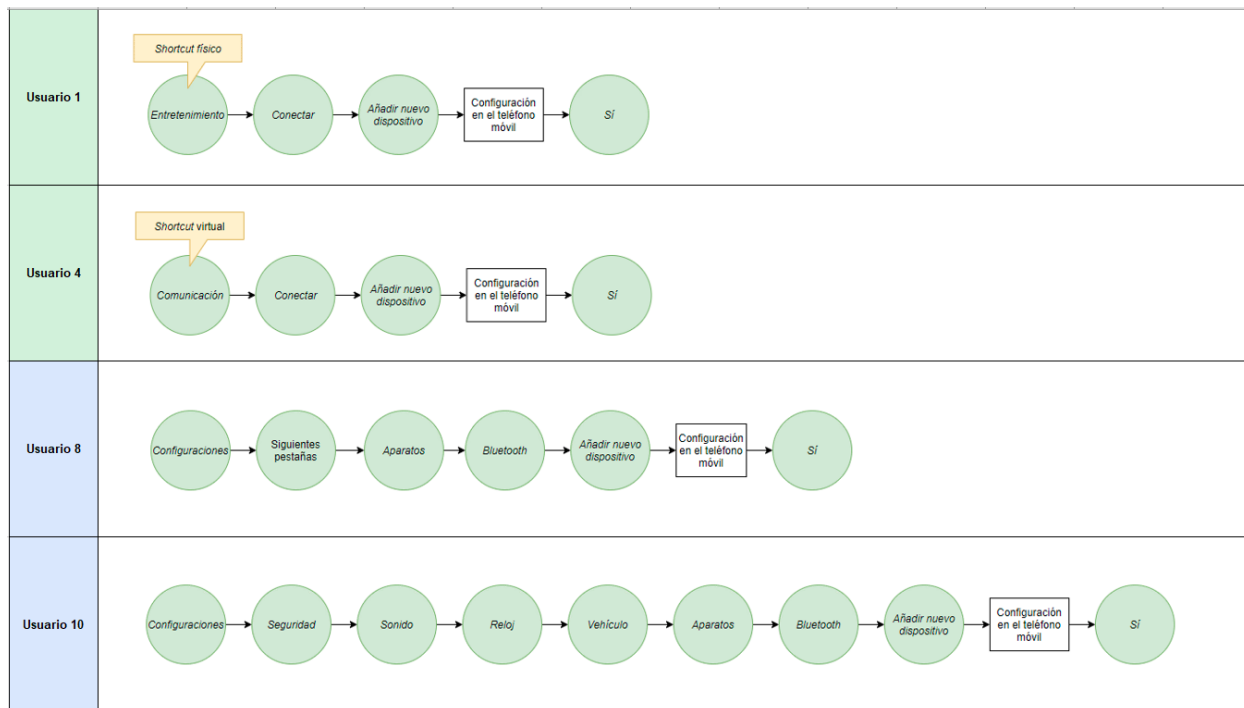 Shortcut físico
Usuario 1
Entretenimiento
Conectar
Añadir nuevo
dispositivo
Configuración
en el teléfono
móvil
Sí
Shortcut virtual
Usuario 4
Comunicación
Conectar
Añadir nuevo
dispositivo
Configuración
en el teléfono
móvil
Sí
Usuario 8
Configuraciones
Siguientes
pestañas
Aparatos
Bluetooth
Añadir nuevo
dispositivo
Configuración
en el teléfono
móvil
Sí
Usuario 10
Configuraciones
Seguridad
Sonido
Reloj
Vehículo
Aparatos
Bluetooth
Añadir nuevo
dispositivo
Configuración
en el teléfono
móvil
Sí